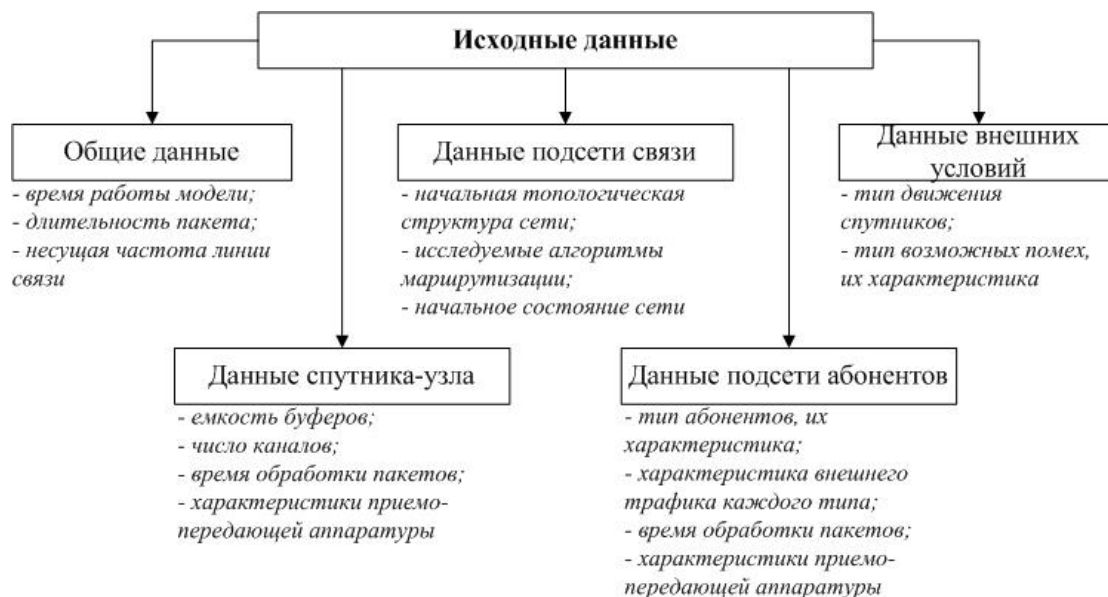 Исходные данные
Общие данные
- время работы модели;
- длительность пакета;
- несущая частота линии
связи
Данные подсети связи
- начальная топологическая
структура сети;
- исследуемые алгоритмы
маршрутизации;
- начальное состояние сети
Данные внешних
условий
- тип движения
спутников;
- тип возможных помех,
их характеристика
Данные спутника-узла
- емкость буферов;
- число каналов;
- время обработки пакетов;
- характеристики приемо-
передающей аппаратуры
Данные подсети абонентов
- тип абонентов, их
характеристика;
- характеристика внешнего
трафика каждого типа;
- время обработки пакетов;
- характеристики приемо-
передающей аппаратуры